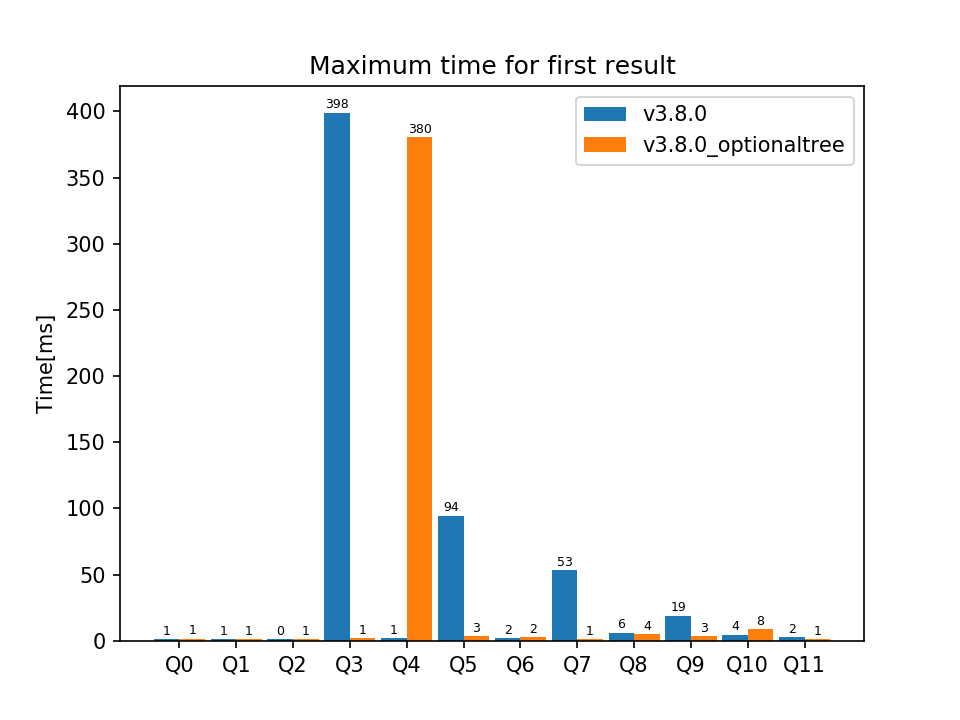 Maximum time for first result
v3.8.0
v3.8.0_optionaltree
Time[ms]
400
350
300
250
200
150
100
50
0
1 1 1 1 0 1 398 1 1 380 94 3 2 2 53 1 6 4 19 3 4 8 2 1
Q0 Q1 Q2 Q3 Q4 Q5 Q6 Q7 Q8 Q9 Q10 Q11